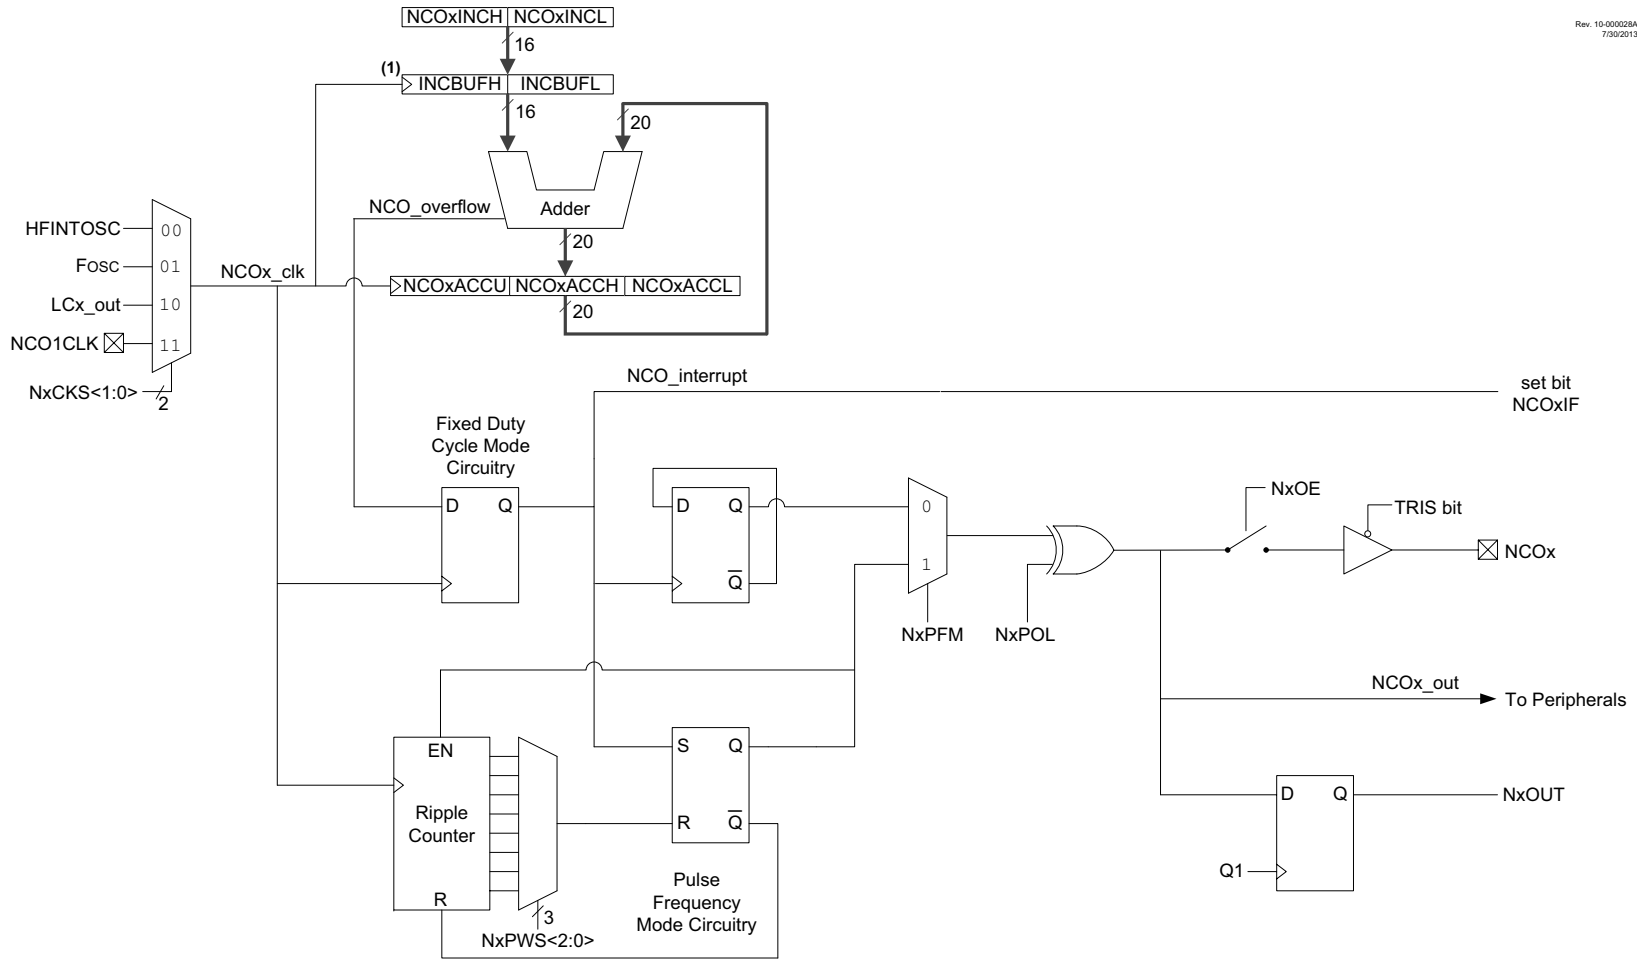 NCOxINCH NCOxINCL
Rev. 10-000028A
7/30/2013
16
(1)
INCBUFH INCBUFL
16
20
NCO_overflow
Adder
HFINTOSC
00
20
FOSC
01
NCOx_clk
NCOxACCU NCOxACCH NCOxACCL
LCx_out
10
20
NCO1CLK
11
NxCKS<1:0>
2
NCO_interrupt
set bit
NCOxIF
Fixed Duty
Cycle Mode
Circuitry
D Q
D Q
0
NxOE
TRIS bit
NCOx
1
Q
NxPFM
NxPOL
NCOx_out
To Peripherals
EN
S Q
Ripple
Counter
R Q
D Q
NxOUT
Q1
R
3
NxPWS<2:0>
Pulse
Frequency
Mode Circuitry